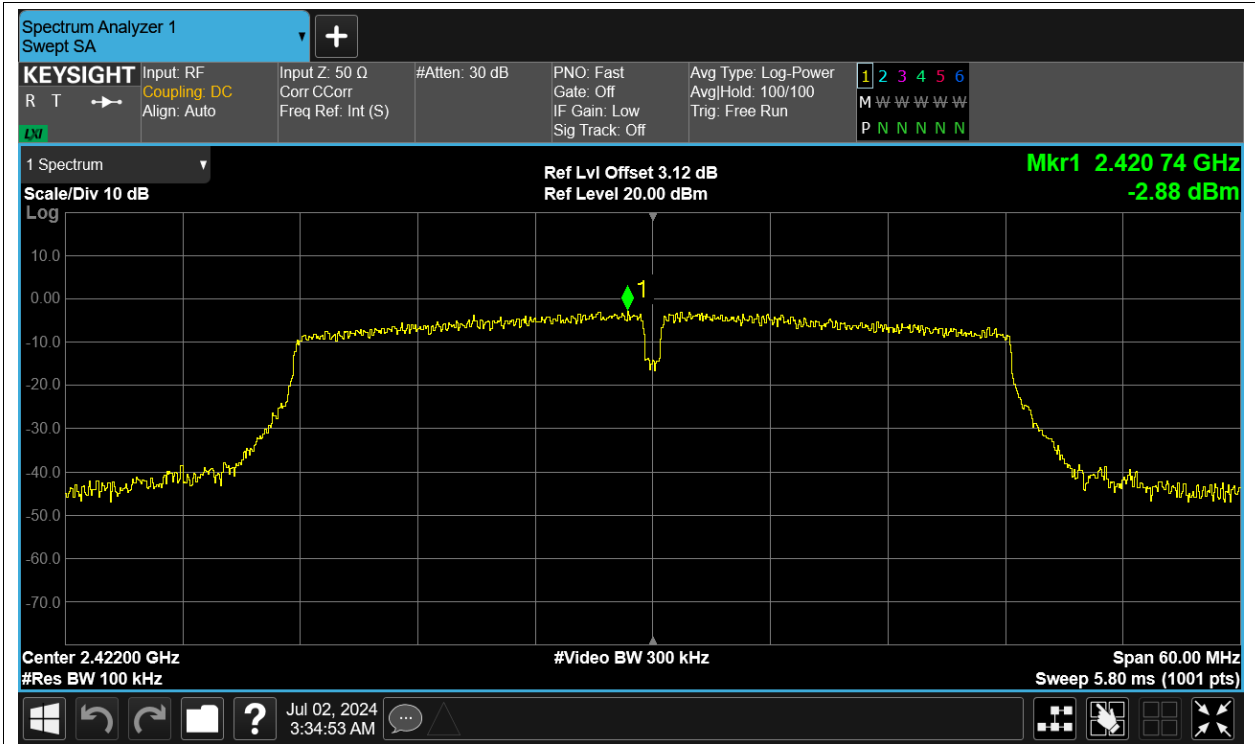 Spectrum Analyzer 1
Swept SA
KEYSIGHT
R T
LXI
Input: RF
Coupling: DC
Align: Auto
Input Z: 50 Ω
Corr CCorr
Freq Ref: Int (S)
#Atten: 30 dB
PNO: Fast
Gate: Off
IF Gain: Low
Sig Track: Off
Avg Type: Log-Power
Avg|Hold: 100/100
Trig: Free Run
1 2 3 4 5 6
M W W W W W
P N N N N N
1 Spectrum
Scale/Div 10 dB
Ref Lvl Offset 3.12 dB
Ref Level 20.00 dBm
Mkr1 2.420 74 GHz
-2.88 dBm
Log
10.0
0.00
-10.0
-20.0
-30.0
-40.0
-50.0
-60.0
-70.0
1
Center 2.42200 GHz
#Res BW 100 kHz
#Video BW 300 kHz
Span 60.00 MHz
Sweep 5.80 ms (1001 pts)
?
Jul 02, 2024
3:34:53 AM